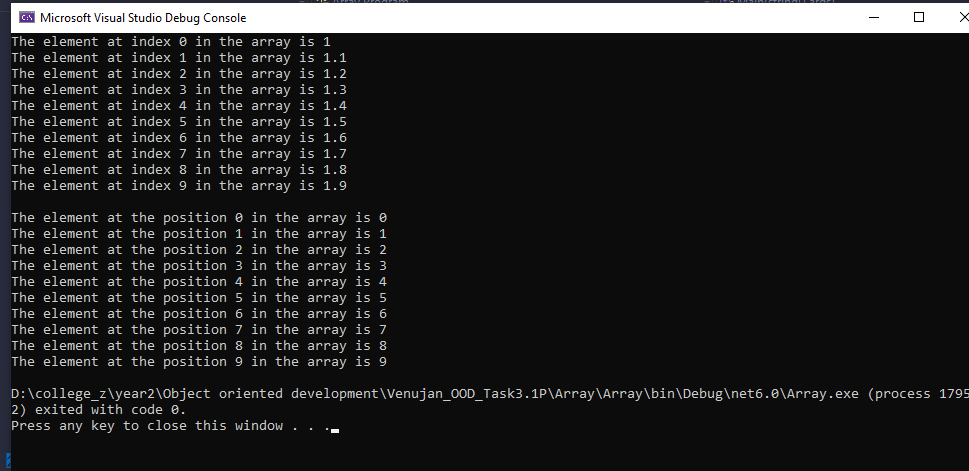 Array Program
Main(string[] args)
Microsoft Visual Studio Debug Console
The element at index 0 in the array is 1
The element at index 1 in the array is 1.1
The element at index 2 in the array is 1.2
The element at index 3 in the array is 1.3
The element at index 4 in the array is 1.4
The element at index 5 in the array is 1.5
The element at index 6 in the array is 1.6
The element at index 7 in the array is 1.7
The element at index 8 in the array is 1.8
The element at index 9 in the array is 1.9
The element at the position 0 in the array is 0
The element at the position 1 in the array is 1
The element at the position 2 in the array is 2
The element at the position 3 in the array is 3
The element at the position 4 in the array is 4
The element at the position 5 in the array is 5
The element at the position 6 in the array is 6
The element at the position 7 in the array is 7
The element at the position 8 in the array is 8
The element at the position 9 in the array is 9
D:\college_z\year2\Object oriented development\Venujan_OOD_Task3.1P\Array\Array\bin\Debug\net6.0\Array.exe (process 1795
2) exited with code 0.
Press any key to close this window . . .